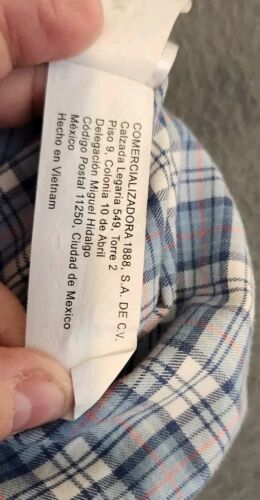 COMERCIALIZADORA 1888, S.A. DE C.V.
Calzada Legaria 549, Torre 2
Piso 9, Colonia 10 de Abril
Delegación Miguel Hidalgo
Código Postal 11250, Ciudad de Mexico
México
Hecho en Vietnam